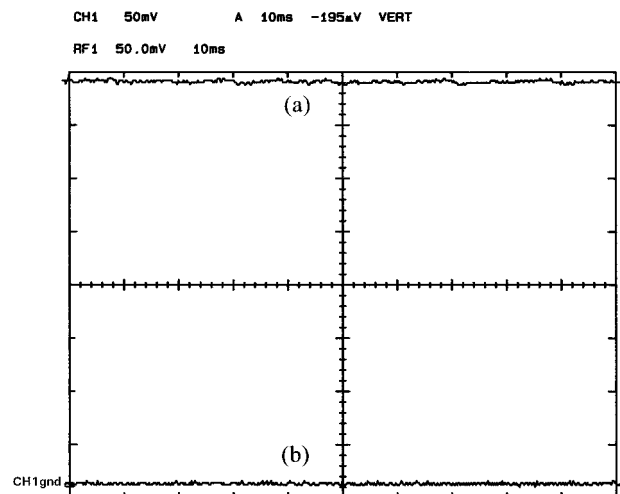 CH1 50mV A 10ms -195µV VERT
RF1 50.0mV 10ms
(a)
(b)
CH1gnd